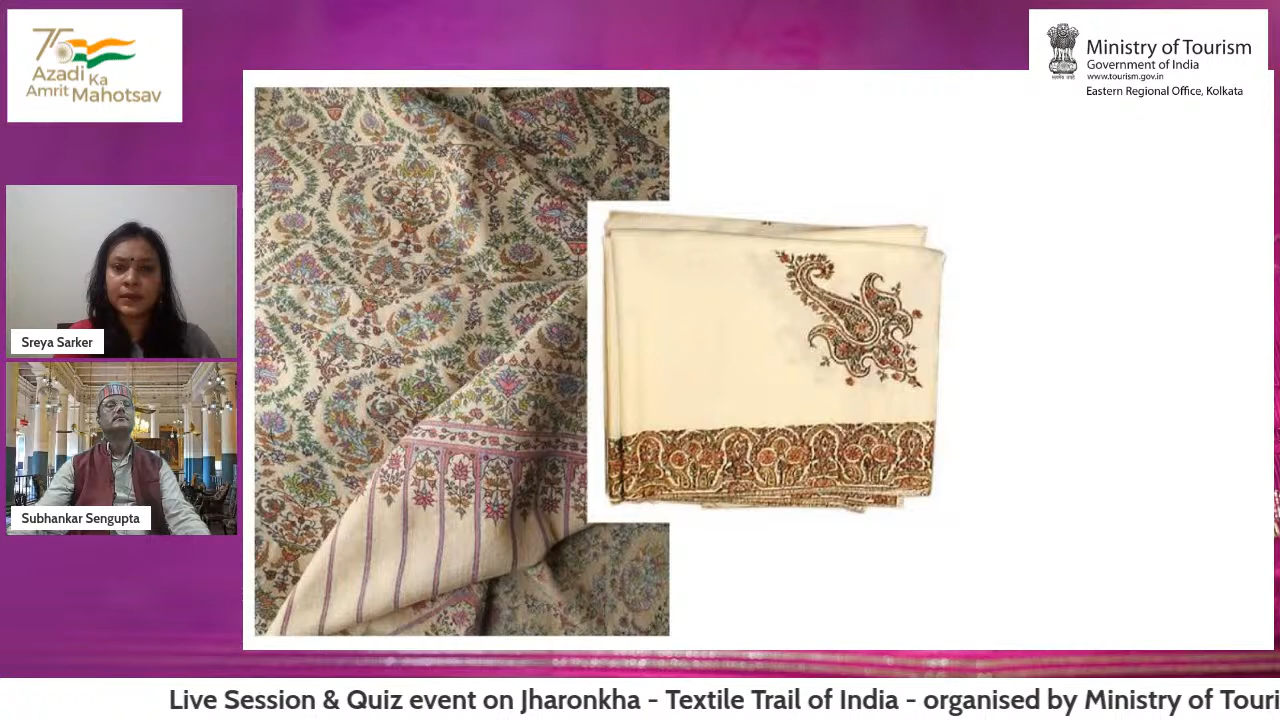 75
Azadi Ka
Amrit Mahotsav
Ministry of Tourism
Government of India
www.tourism.gov.in
Eastern Regional Office, Kolkata
Sreya Sarker
Subhankar Sengupta
Live Session & Quiz event on Jharonkha - Textile Trail of India - organised by Ministry of Touri